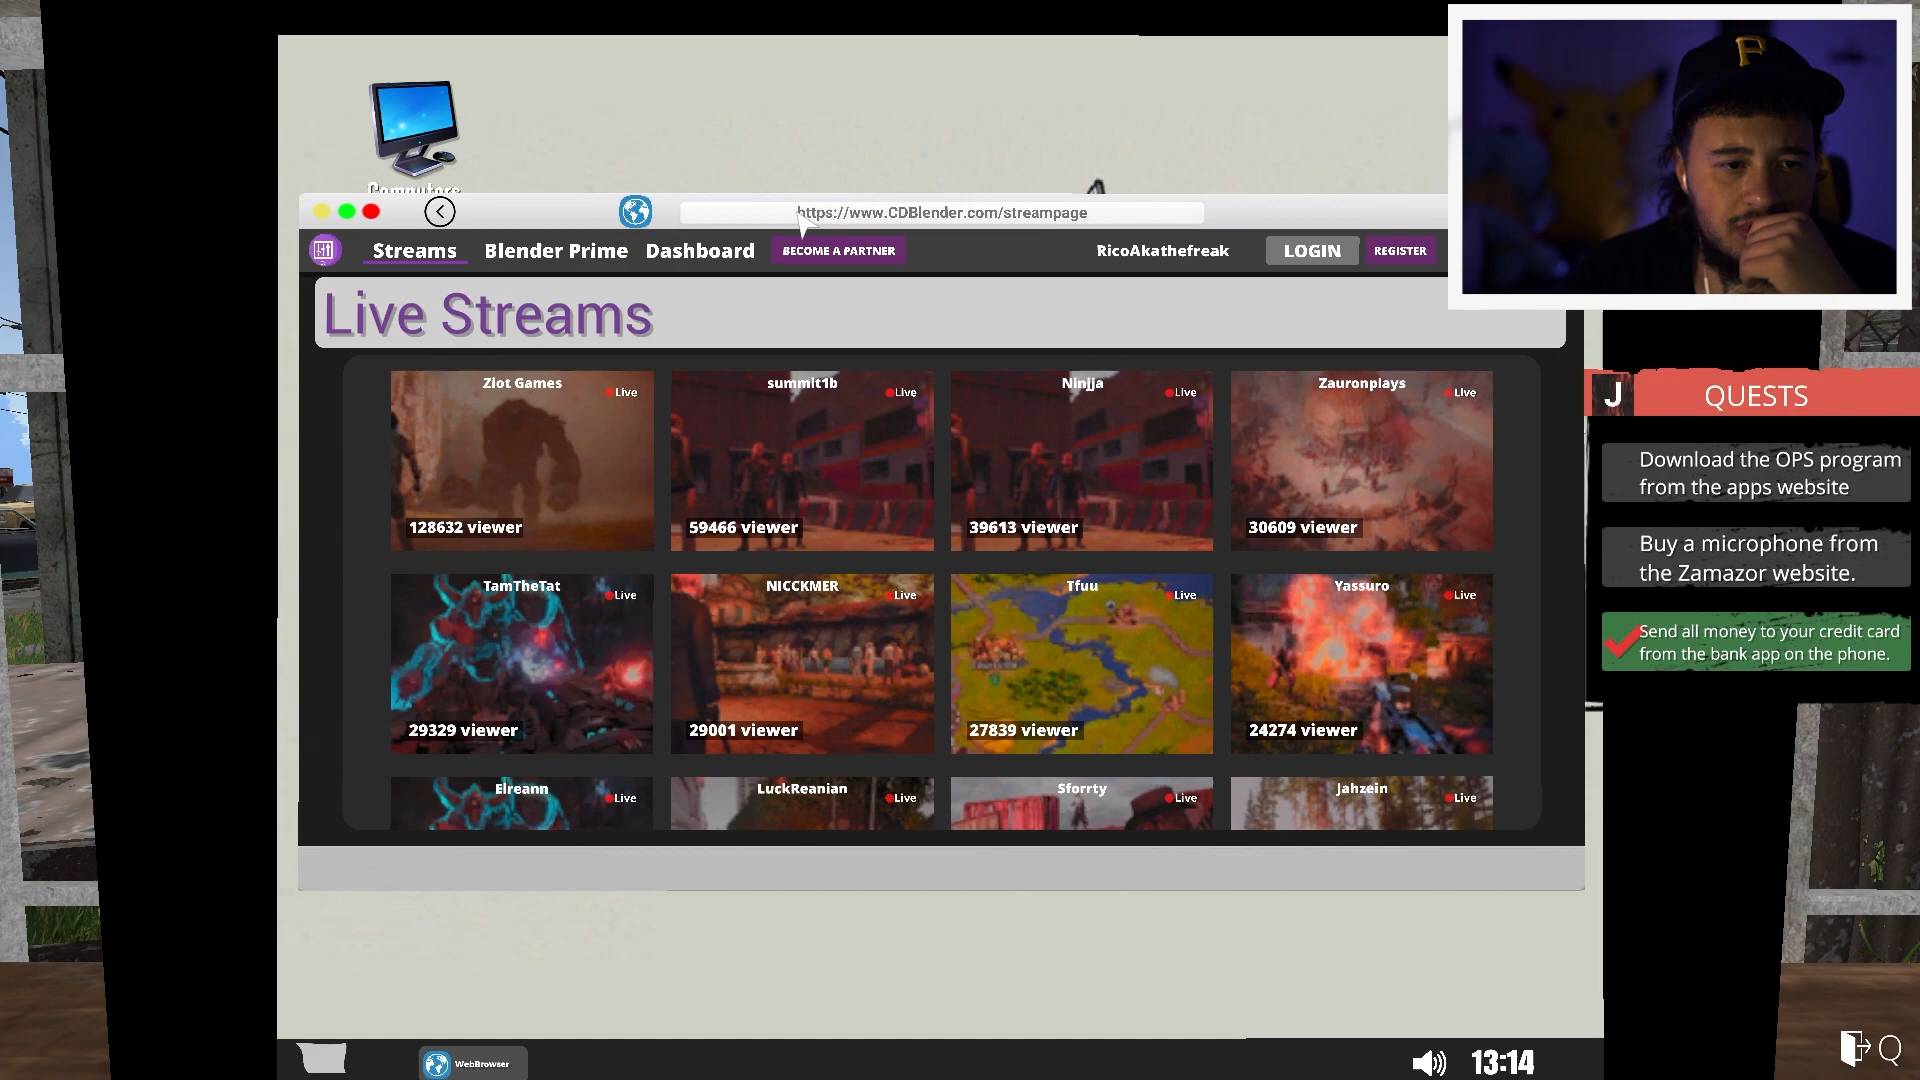 P
Computers
https://www.CDBlender.com/streampage
Streams Blender Prime Dashboard BECOME A PARTNER RicoAkathefreak LOGIN REGISTER
Live Streams
Ziot Games Live
128632 viewer
summit1b Live
59466 viewer
Ninjja Live
39613 viewer
Zauronplays Live
30609 viewer
TamTheTat Live
29329 viewer
NICCKMER Live
29001 viewer
Tfuu Live
27839 viewer
Yassuro Live
24274 viewer
Elreann Live
LuckReanian Live
Sforrty Live
Jahzein Live
J QUESTS
Download the OPS program
from the apps website
Buy a microphone from
the Zamazor website.
Send all money to your credit card
from the bank app on the phone.
WebBrowser
13:14
Q